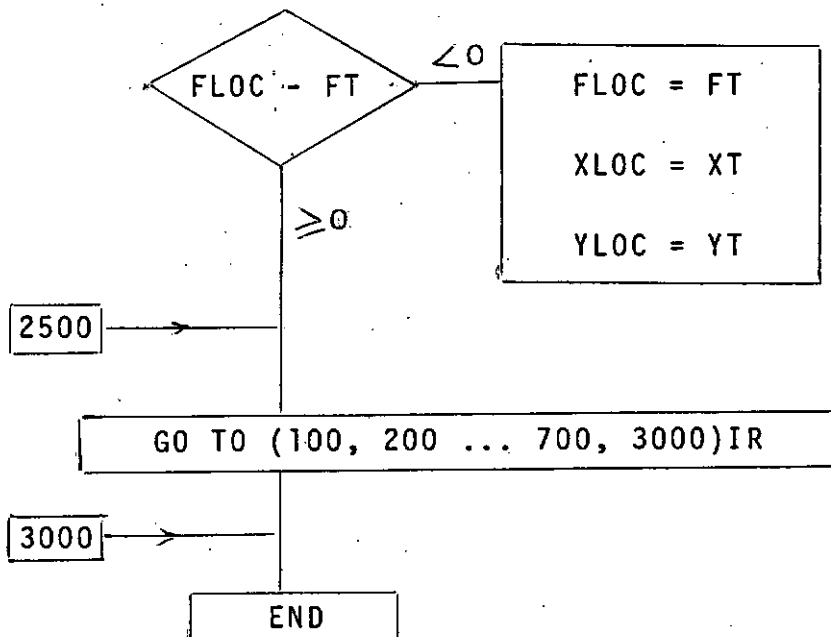 FLOC - FT
<0
FLOC = FT
XLOC = XT
YLOC = YT
≥0
2500
GO TO (100, 200 ... 700, 3000)IR
3000
END